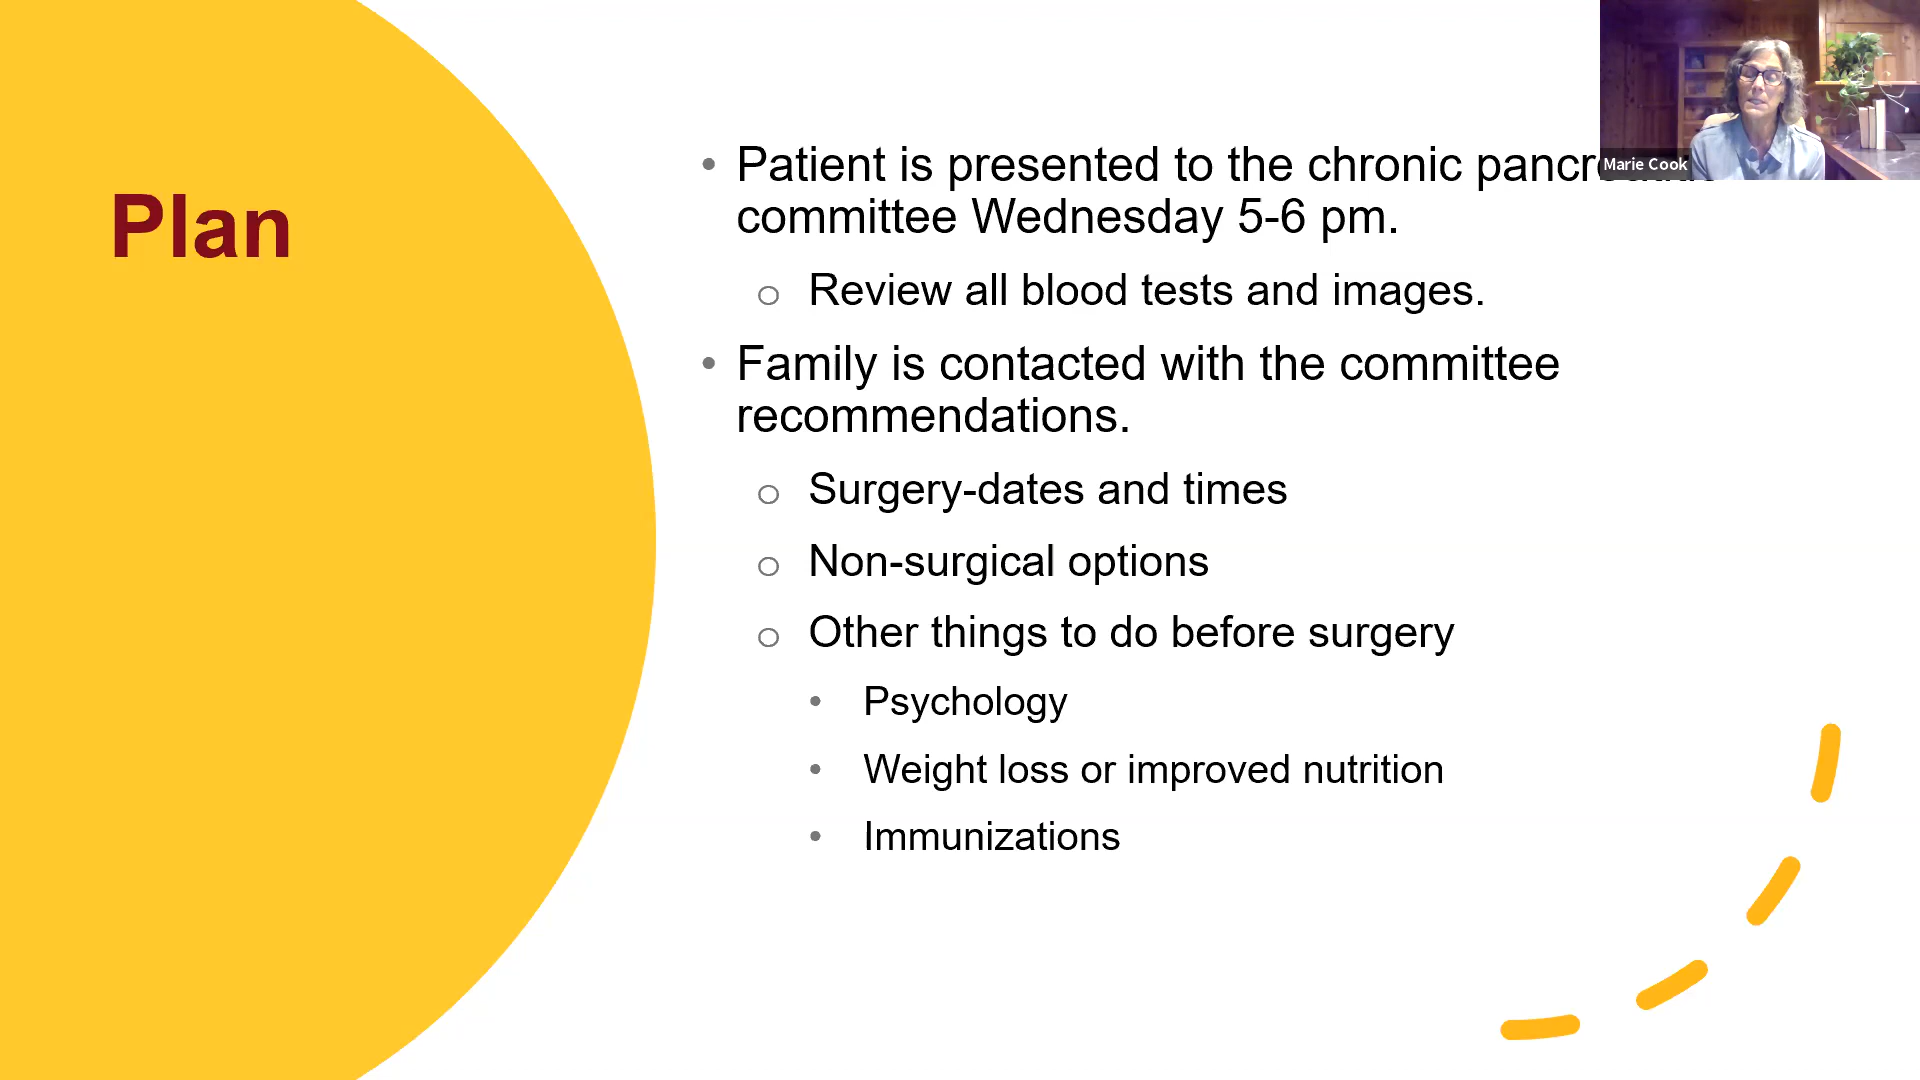 Plan
• Patient is presented to the chronic
committee Wednesday 5-6 pm.
o Review all blood tests and images.
• Family is contacted with the committee
recommendations.
o Surgery-dates and times
o Non-surgical options
o Other things to do before surgery
• Psychology
• Weight loss or improved nutrition
• Immunizations
Marie Cook